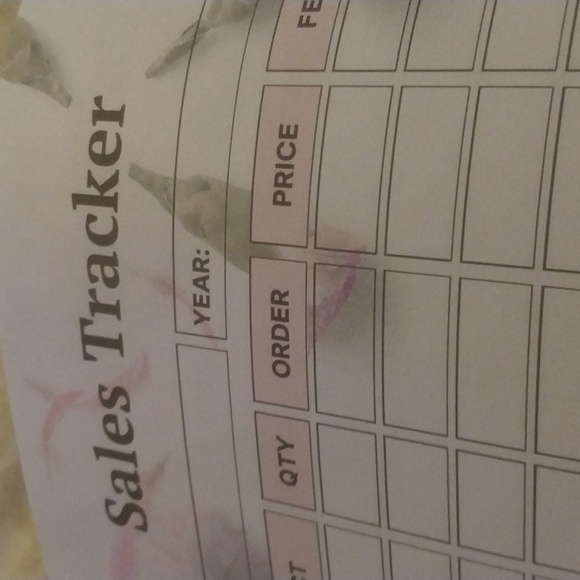 Sales Tracker
YEAR:
QTY ORDER PRICE